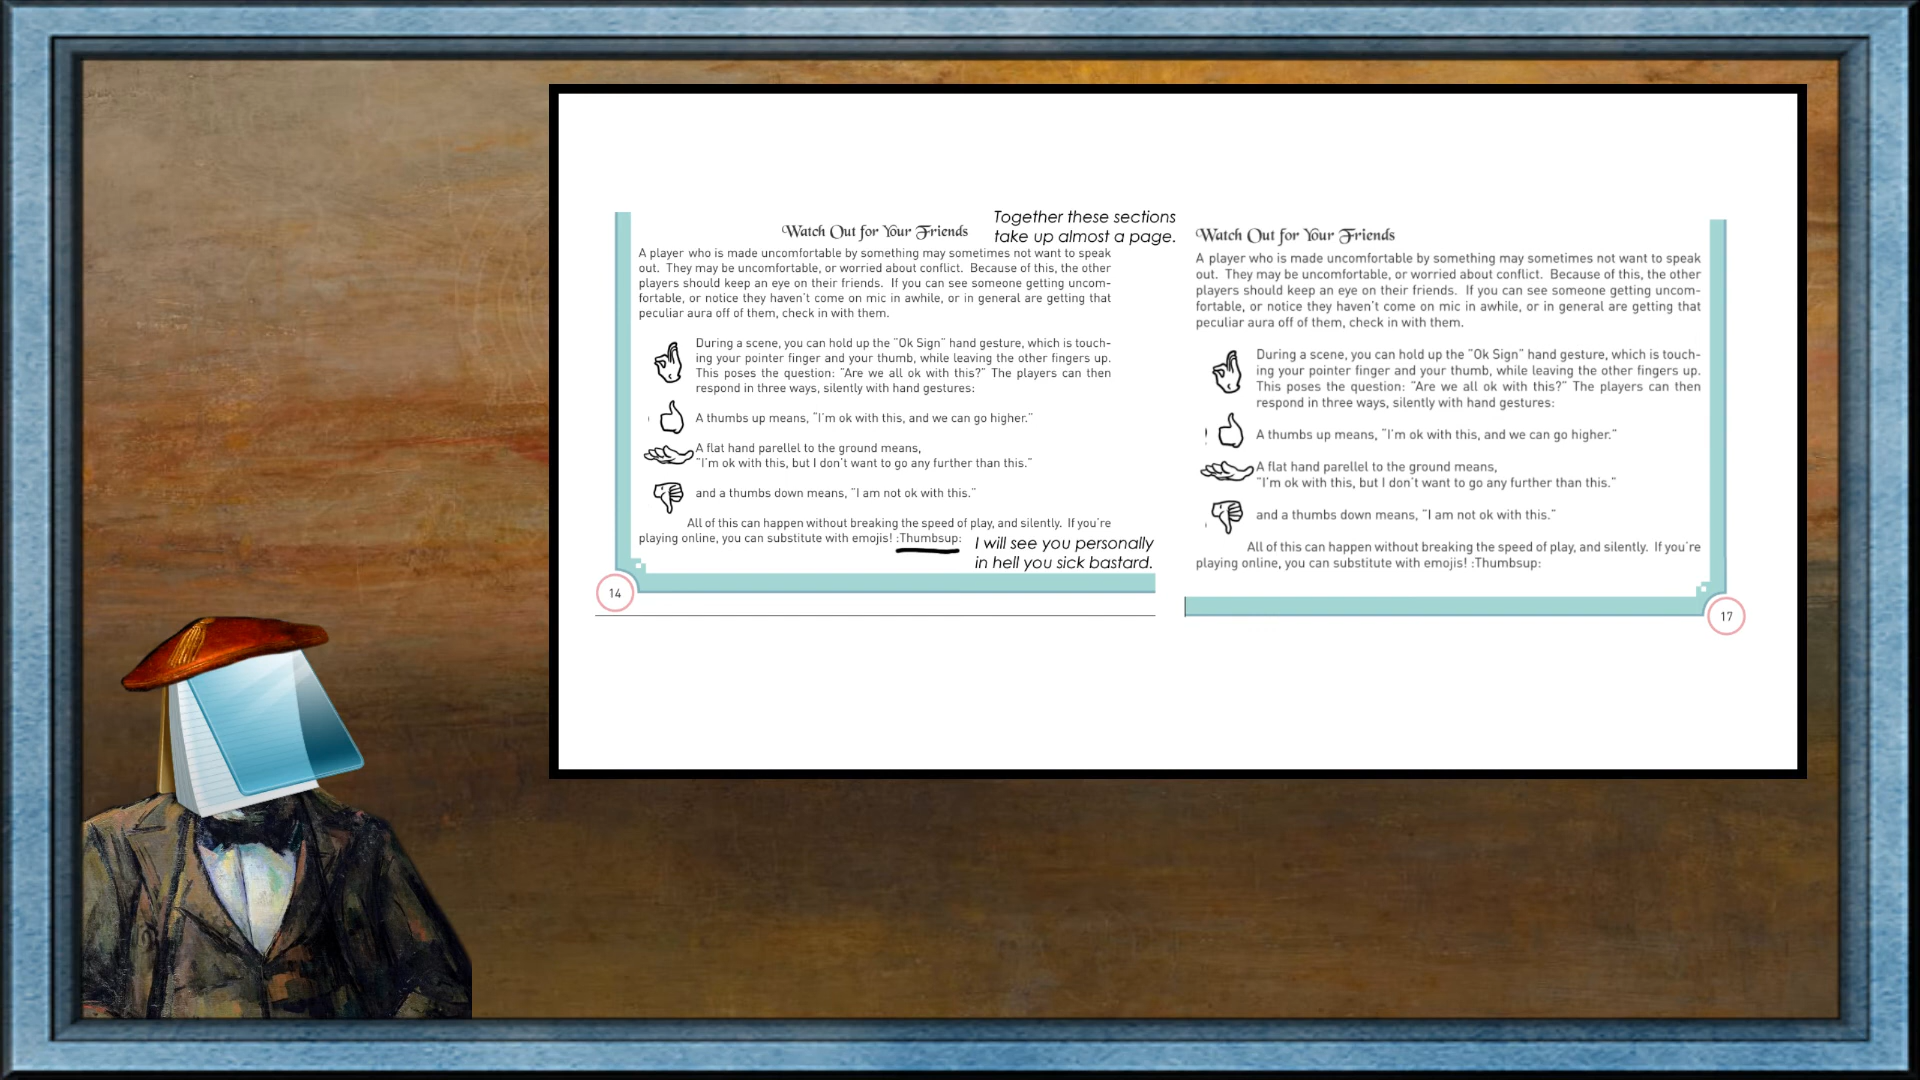 Watch Out for Your Friends
Together these sections
take up almost a page.
A player who is made uncomfortable by something may sometimes not want to speak
out. They may be uncomfortable, or worried about conflict. Because of this, the other
players should keep an eye on their friends. If you can see someone getting uncom-
fortable, or notice they haven't come on mic in awhile, or in general are getting that
peculiar aura off of them, check in with them.
During a scene, you can hold up the "Ok Sign" hand gesture, which is touch-
ing your pointer finger and your thumb, while leaving the other fingers up.
This poses the question: "Are we all ok with this?" The players can then
respond in three ways, silently with hand gestures:
A thumbs up means, "I'm ok with this, and we can go higher."
A flat hand parellel to the ground means,
"I'm ok with this, but I don't want to go any further than this."
and a thumbs down means, "I am not ok with this."
All of this can happen without breaking the speed of play, and silently. If you're
playing online, you can substitute with emojis! :Thumbsup:
I will see you personally
in hell you sick bastard.
14
Watch Out for Your Friends
A player who is made uncomfortable by something may sometimes not want to speak
out. They may be uncomfortable, or worried about conflict. Because of this, the other
players should keep an eye on their friends. If you can see someone getting uncom-
fortable, or notice they haven't come on mic in awhile, or in general are getting that
peculiar aura off of them, check in with them.
During a scene, you can hold up the "Ok Sign" hand gesture, which is touch-
ing your pointer finger and your thumb, while leaving the other fingers up.
This poses the question: "Are we all ok with this?" The players can then
respond in three ways, silently with hand gestures:
A thumbs up means, "I'm ok with this, and we can go higher."
A flat hand parellel to the ground means,
"I'm ok with this, but I don't want to go any further than this."
and a thumbs down means, "I am not ok with this."
All of this can happen without breaking the speed of play, and silently. If you're
playing online, you can substitute with emojis! :Thumbsup:
17